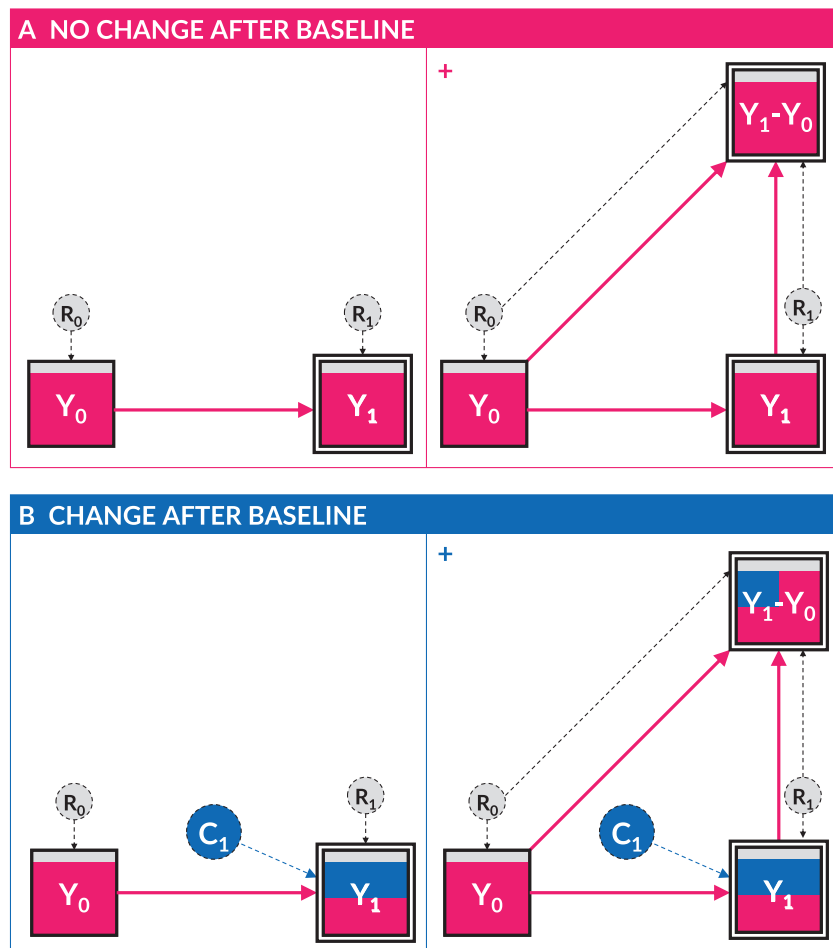 A NO CHANGE AFTER BASELINE
+
Y₁-Y₀
R₀
R₁
R₀
R₁
Y₀
Y₁
Y₀
Y₁
B CHANGE AFTER BASELINE
+
Y₁-Y₀
R₀
R₁
R₀
R₁
C₁
C₁
Y₀
Y₁
Y₀
Y₁